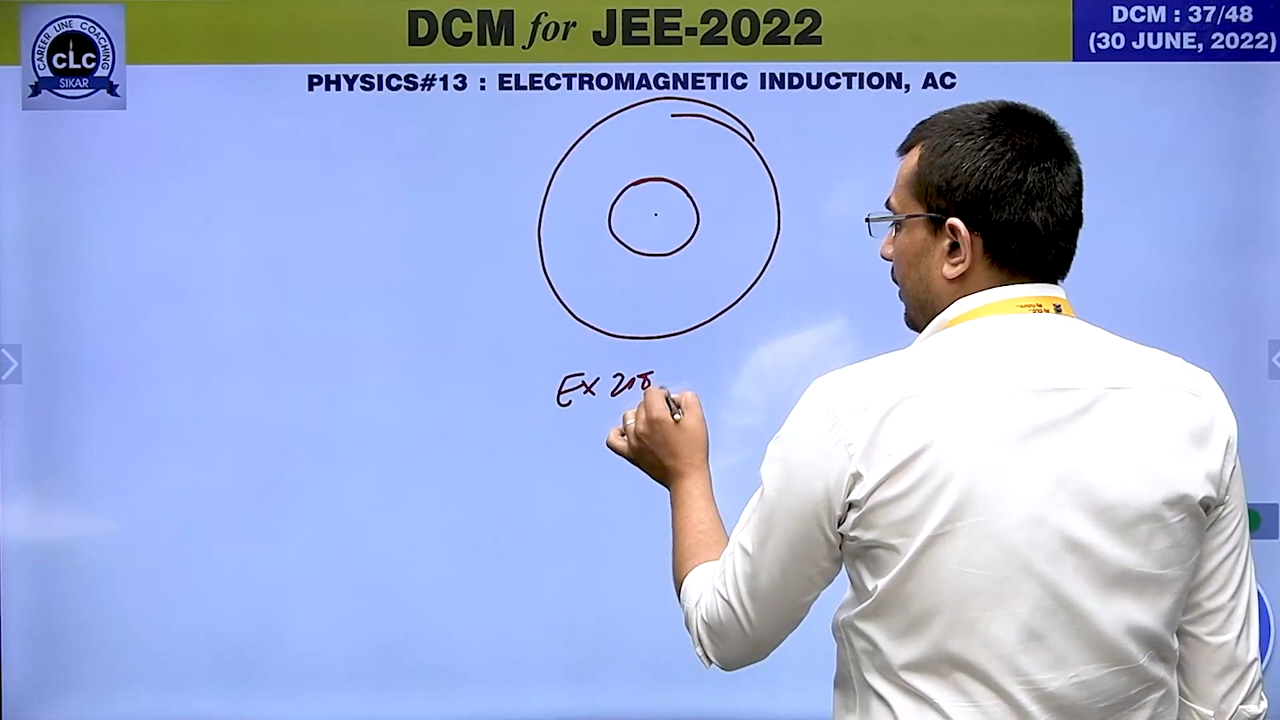 DCM for JEE-2022
DCM : 37/48
(30 JUNE, 2022)
CAREER LINE COACHING
CLC
SIKAR
PHYSICS#13 : ELECTROMAGNETIC INDUCTION, AC
Ex